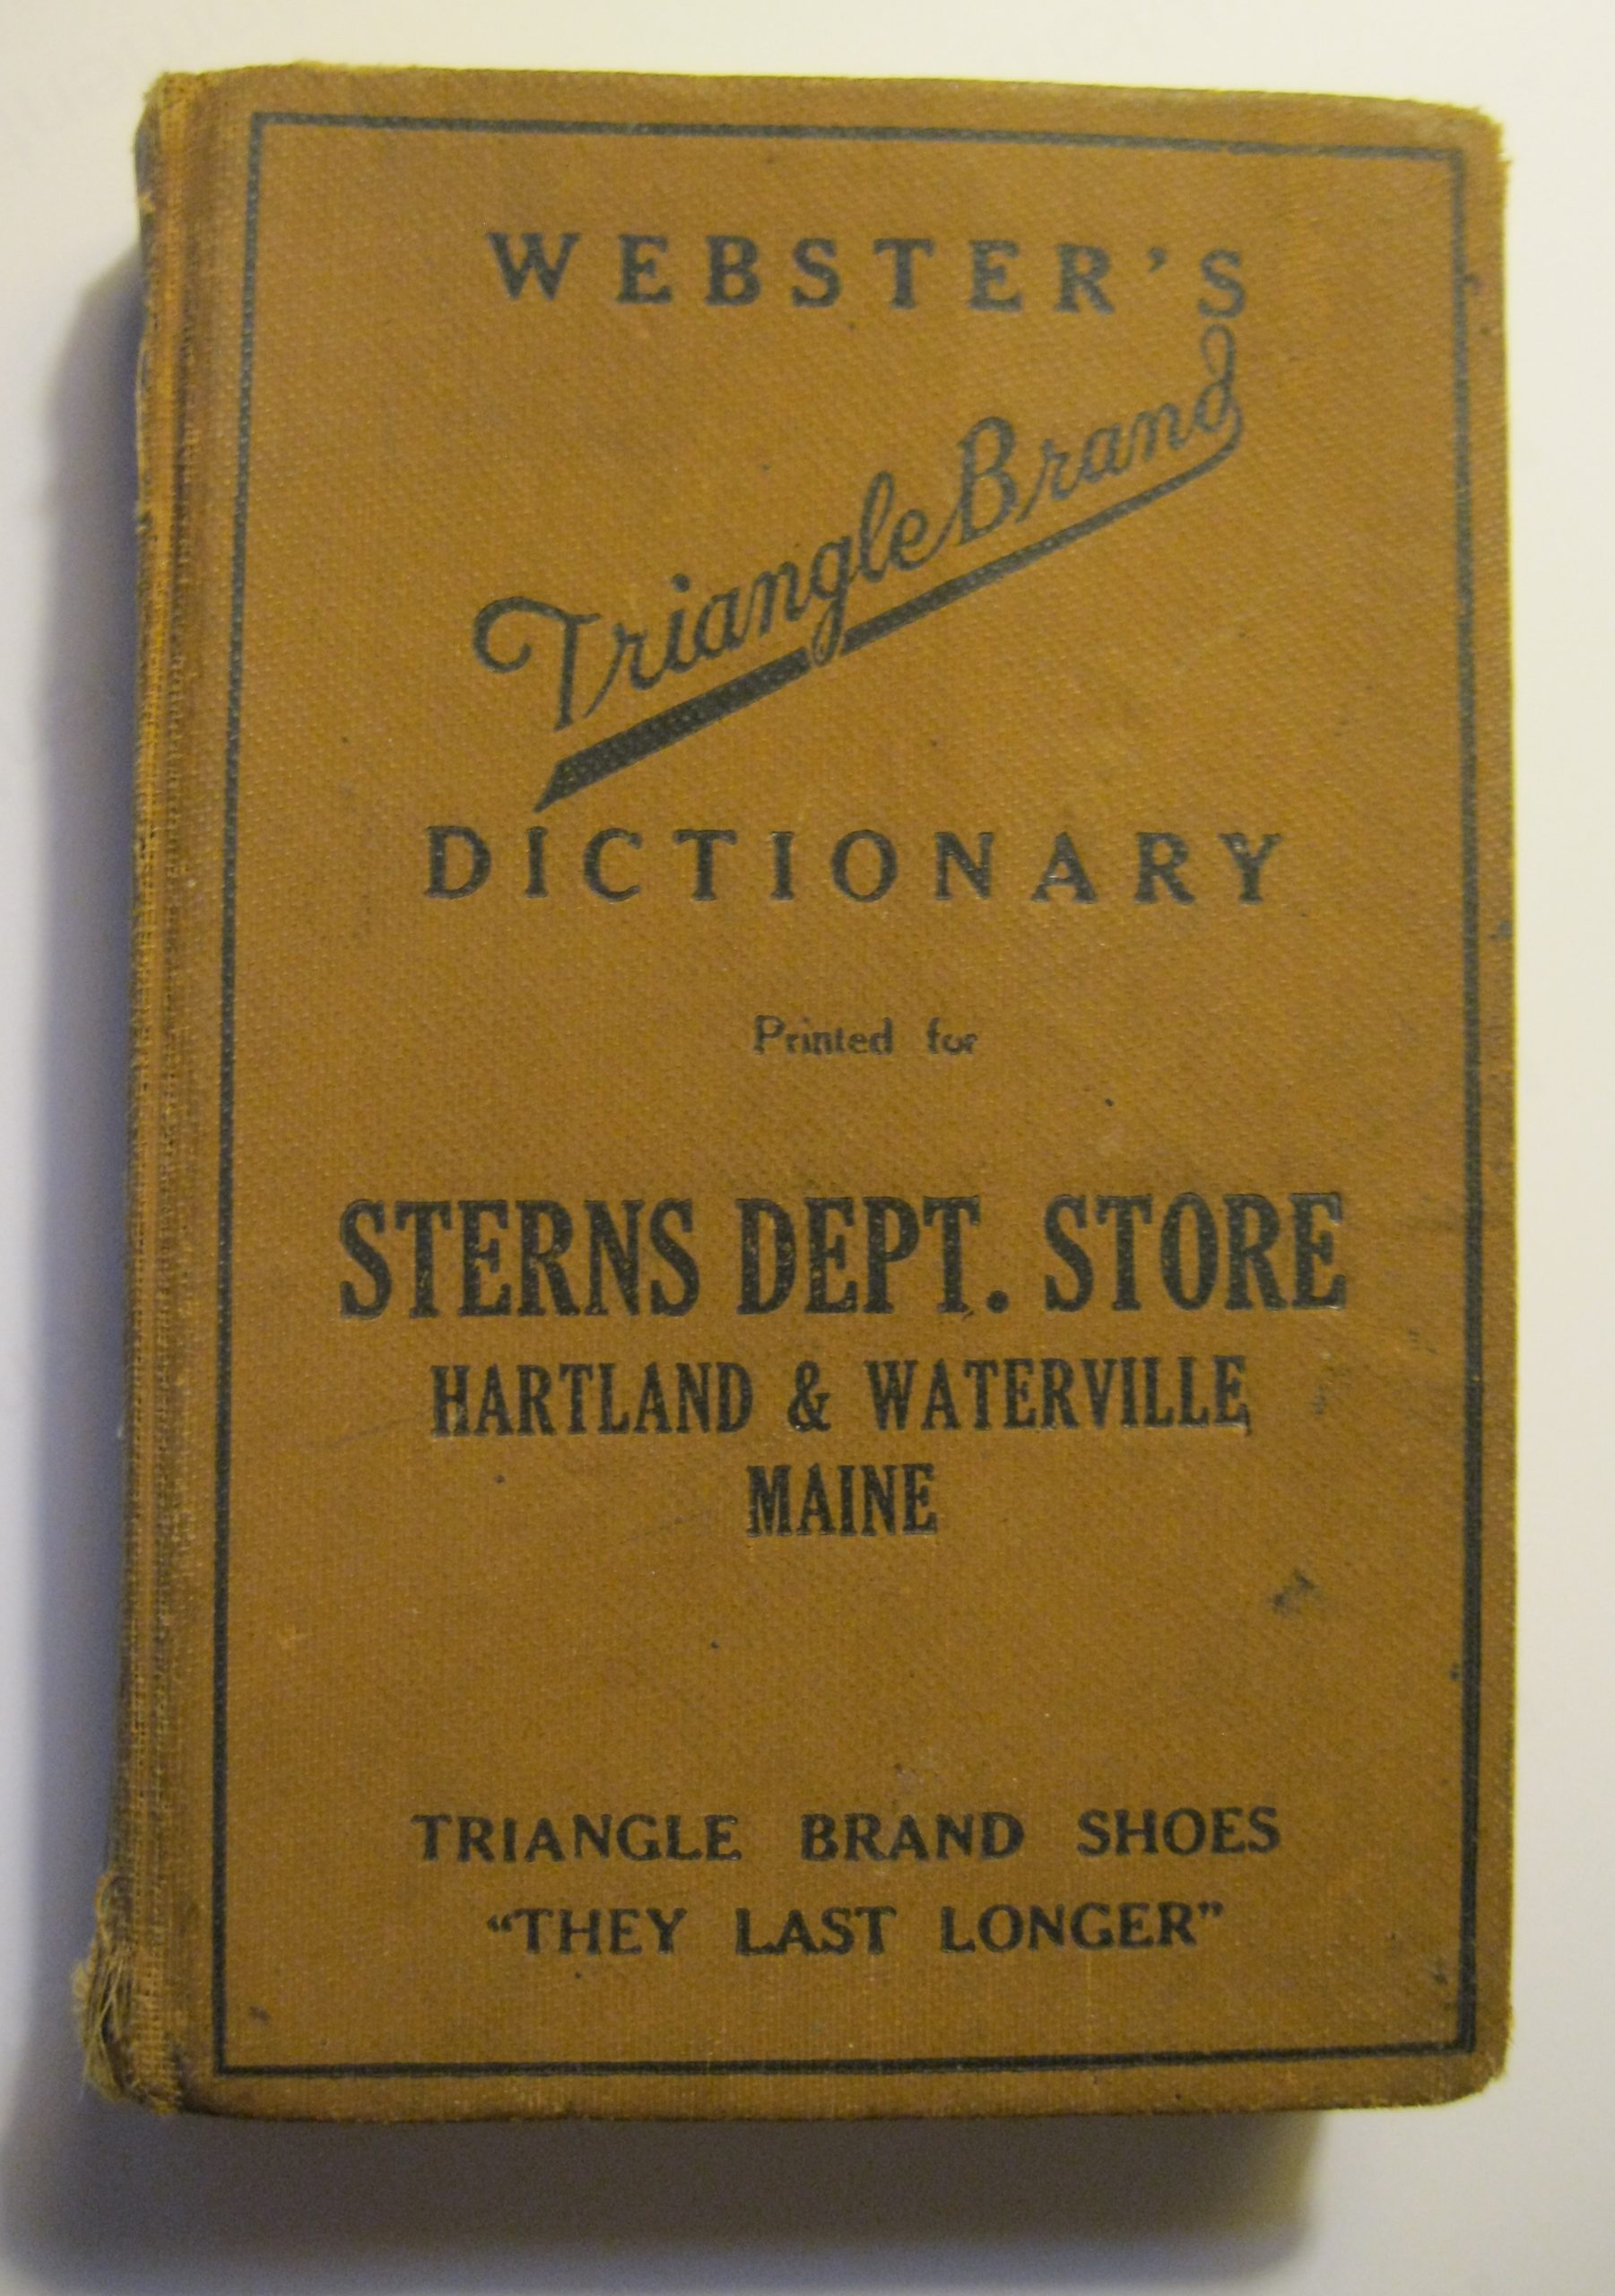 WEBSTER'S
Triangle Brand
DICTIONARY
Printed for
STERNS DEPT. STORE
HARTLAND & WATERVILLE
MAINE
TRIANGLE BRAND SHOES
“THEY LAST LONGER”